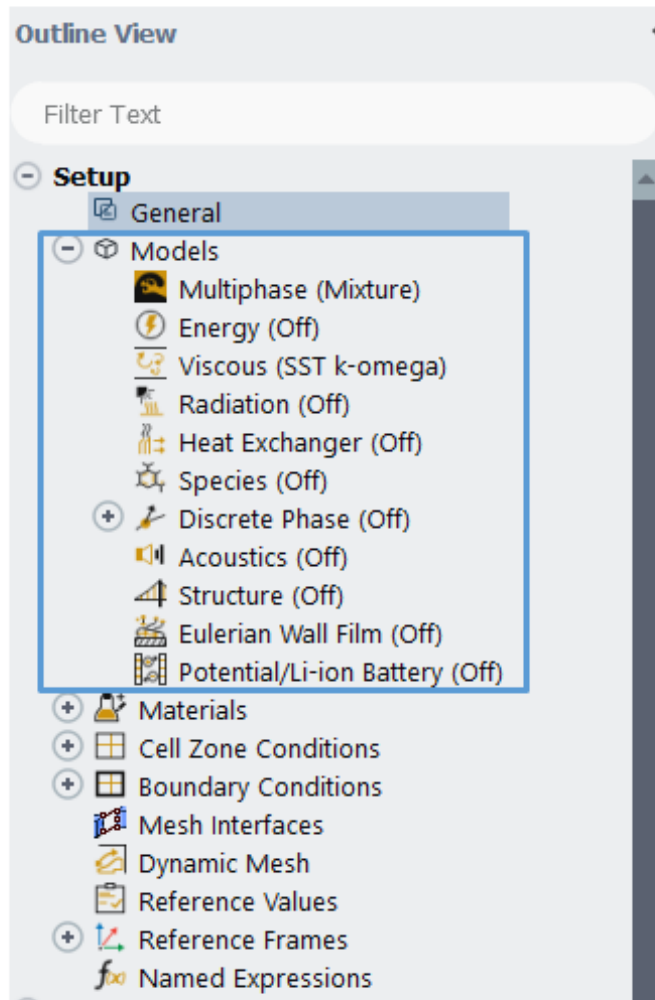 Outline View
Filter Text
Setup
General
Models
Multiphase (Mixture)
Energy (Off)
Viscous (SST k-omega)
Radiation (Off)
Heat Exchanger (Off)
Species (Off)
Discrete Phase (Off)
Acoustics (Off)
Structure (Off)
Eulerian Wall Film (Off)
Potential/Li-ion Battery (Off)
Materials
Cell Zone Conditions
Boundary Conditions
Mesh Interfaces
Dynamic Mesh
Reference Values
Reference Frames
f(x) Named Expressions